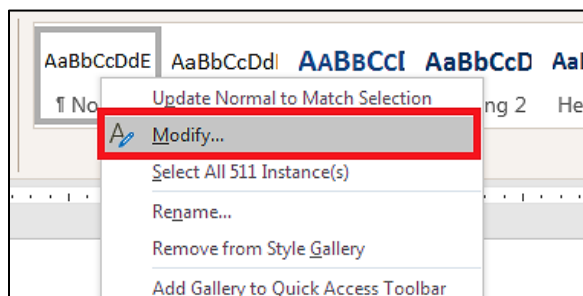 AaBbCcDdE AaBbCcDdI AABBCCI AaBbCcD Aal
¶ No ng 2 He
Update Normal to Match Selection
Modify...
Select All 511 Instance(s)
Rename...
Remove from Style Gallery
Add Gallery to Quick Access Toolbar